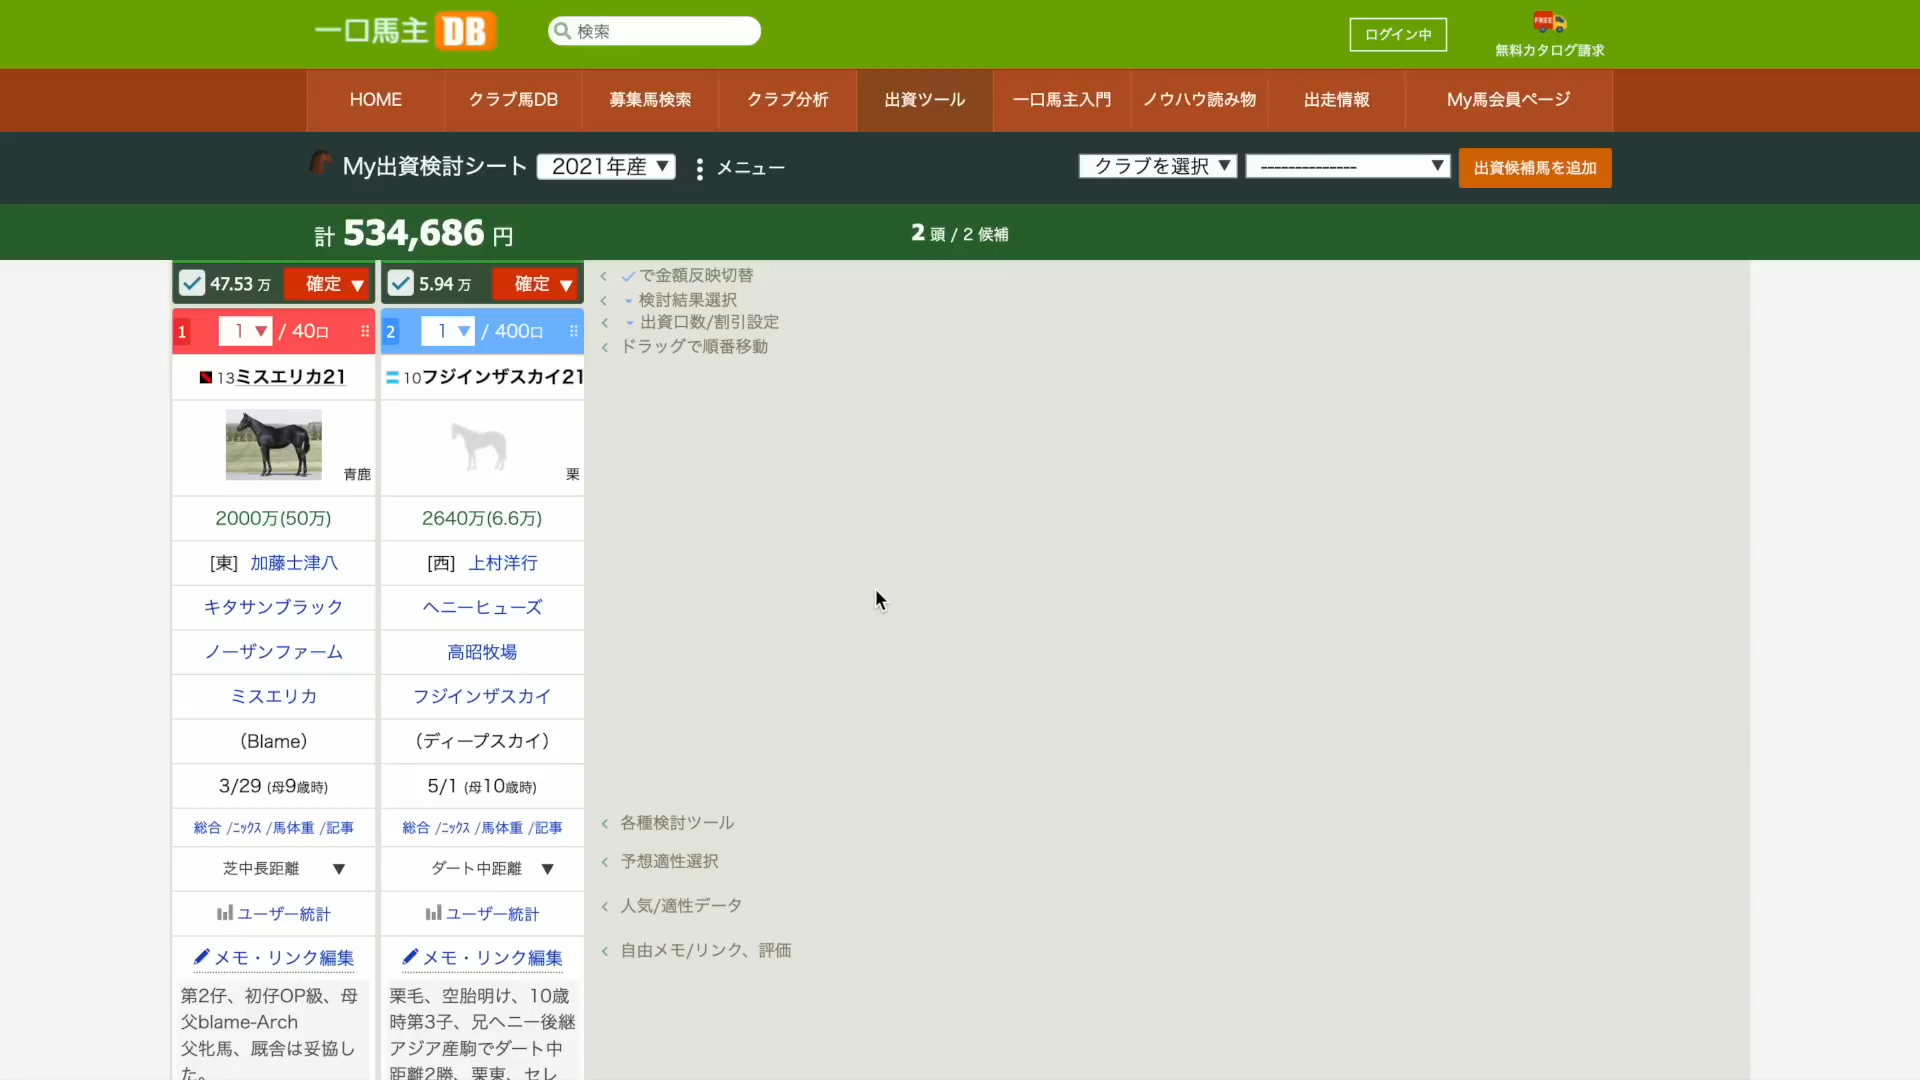 一口馬主DB
検索
ログイン中
FREE
無料カタログ請求
HOME
クラブ馬DB
募集馬検索
クラブ分析
出資ツール
一口馬主入門
ノウハウ読み物
出走情報
My馬会員ページ
My出資検討シート
2021年産 ▼
メニュー
クラブを選択 ▼
-------------- ▼
出資候補馬を追加
計 534,686 円
2 頭 / 2 候補
47.53 万
確定 ▼
5.94 万
確定 ▼
‹ ✓で金額反映切替
‹ 検討結果選択
‹ 出資口数/割引設定
‹ ドラッグで順番移動
1
1 ▼ / 40口
2
1 ▼ / 400口
13ミスエリカ21
10フジインザスカイ21
青鹿
栗
2000万(50万)
2640万(6.6万)
[東] 加藤士津八
[西] 上村洋行
キタサンブラック
ヘニーヒューズ
ノーザンファーム
高昭牧場
ミスエリカ
フジインザスカイ
(Blame)
(ディープスカイ)
3/29 (母9歳時)
5/1 (母10歳時)
総合 /ニックス /馬体重 /記事
総合 /ニックス /馬体重 /記事
‹ 各種検討ツール
芝中長距離 ▼
ダート中距離 ▼
‹ 予想適性選択
ユーザー統計
ユーザー統計
‹ 人気/適性データ
メモ・リンク編集
メモ・リンク編集
‹ 自由メモ/リンク、評価
第2仔、初仔OP級、母
父blame-Arch
父牝馬、厩舎は妥協し
た。
栗毛、空胎明け、10歳
時第3子、兄ヘニー後継
アジア産駒でダート中
距離2勝、栗東、セレ